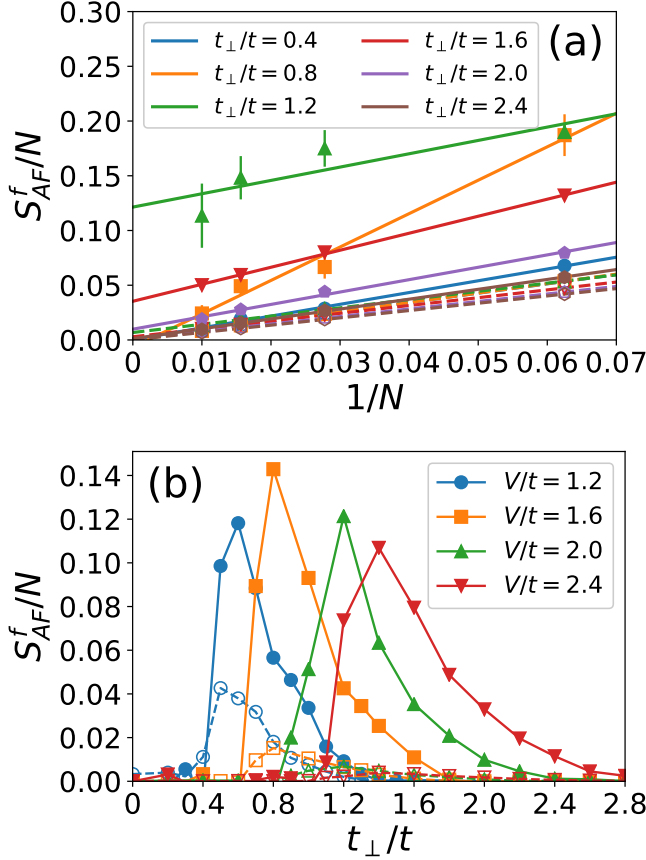 0.30
(a)
t⊥/t = 0.4 t⊥/t = 1.6
0.25
t⊥/t = 0.8 t⊥/t = 2.0
t⊥/t = 1.2 t⊥/t = 2.4
0.20
S^f_AF/N
0.15
0.10
0.05
0.00
0 0.01 0.02 0.03 0.04 0.05 0.06 0.07
1/N
(b)
V/t = 1.2
V/t = 1.6
V/t = 2.0
V/t = 2.4
0.14
0.12
0.10
S^f_AF/N
0.08
0.06
0.04
0.02
0.00
0 0.4 0.8 1.2 1.6 2.0 2.4 2.8
t⊥/t